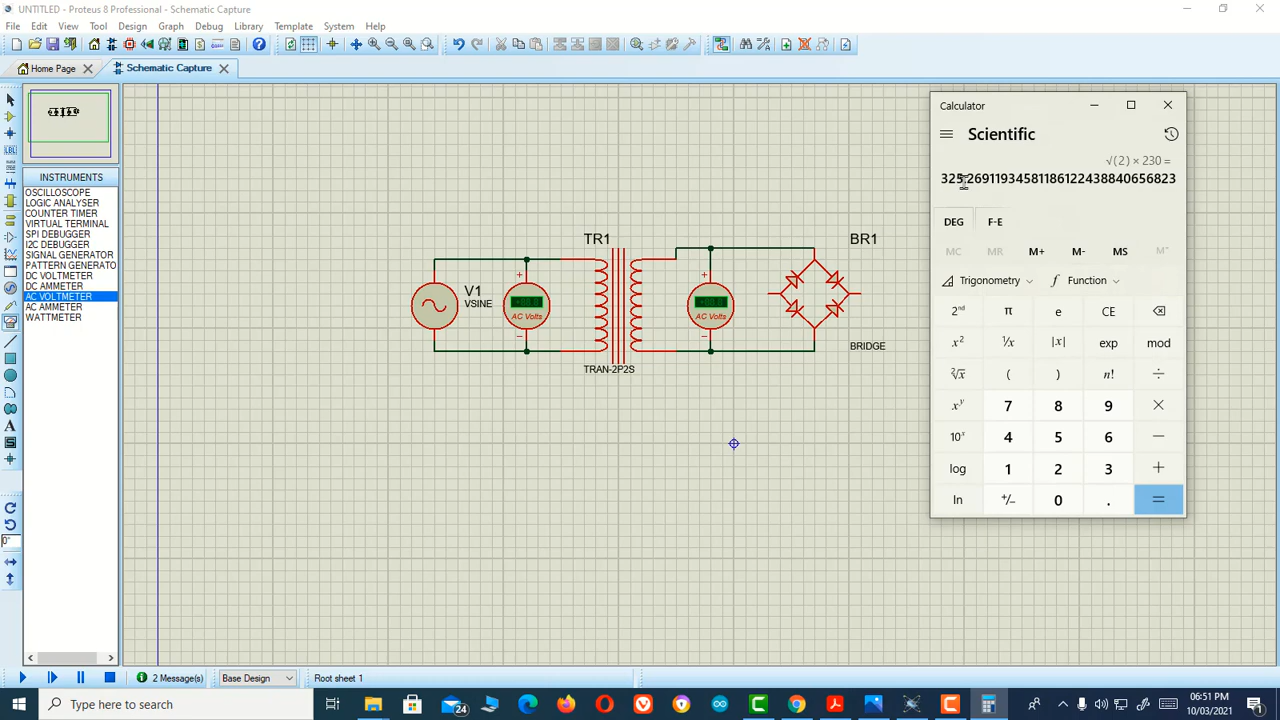 UNTITLED - Proteus 8 Professional - Schematic Capture
File Edit View Tool Design Graph Debug Library Template System Help
Home Page
Schematic Capture
LBL
INSTRUMENTS
OSCILLOSCOPE
LOGIC ANALYSER
COUNTER TIMER
VIRTUAL TERMINAL
SPI DEBUGGER
I2C DEBUGGER
SIGNAL GENERATOR
PATTERN GENERATO
DC VOLTMETER
DC AMMETER
AC VOLTMETER
AC AMMETER
WATTMETER
0°
V1
VSINE
AC Volts
TR1
TRAN-2P2S
AC Volts
BR1
BRIDGE
Calculator
Scientific
√(2) × 230 =
DEG F-E
MC MR M+ M- MS
Trigonometry Function
2ⁿᵈ π e CE
x² ¹/x |x| exp mod
²√x ( ) n! ÷
xʸ 7 8 9 ×
10ˣ 4 5 6 −
log 1 2 3 +
ln +/− 0 . =
2 Message(s) Base Design Root sheet 1
Type here to search
24
06:51 PM
10/03/2021